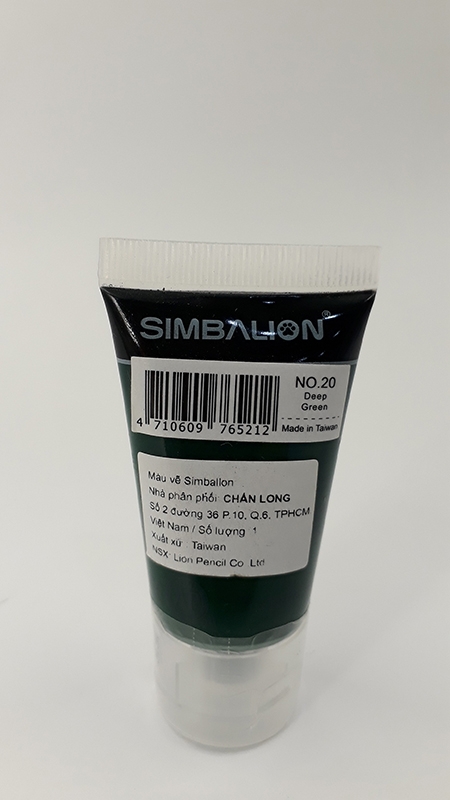 SIMBALION®
NO.20
Deep
Green
4 710609 765212
Made in Taiwan
Màu vẽ Simbalion
Nhà phân phối: CHẤN LONG
Số 2 đường 36 P.10, Q.6, TPHCM
Việt Nam / Số lượng: 1
Xuất xứ : Taiwan
NSX: Lion Pencil Co. Ltd